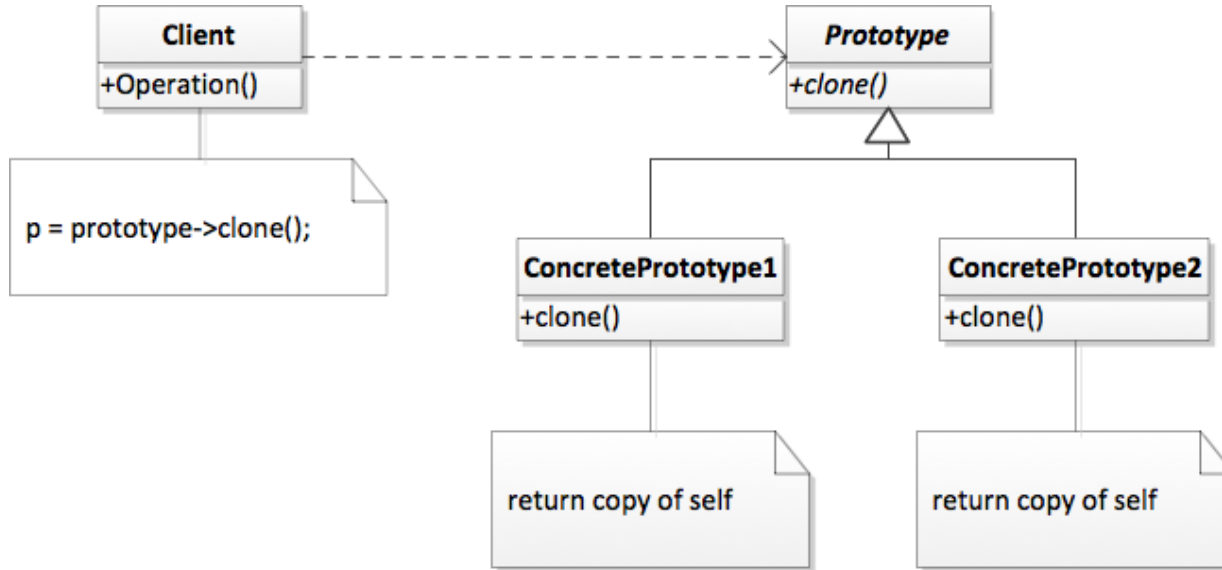 Client
+Operation()
p = prototype->clone();
Prototype
+clone()
ConcretePrototype1
+clone()
return copy of self
ConcretePrototype2
+clone()
return copy of self